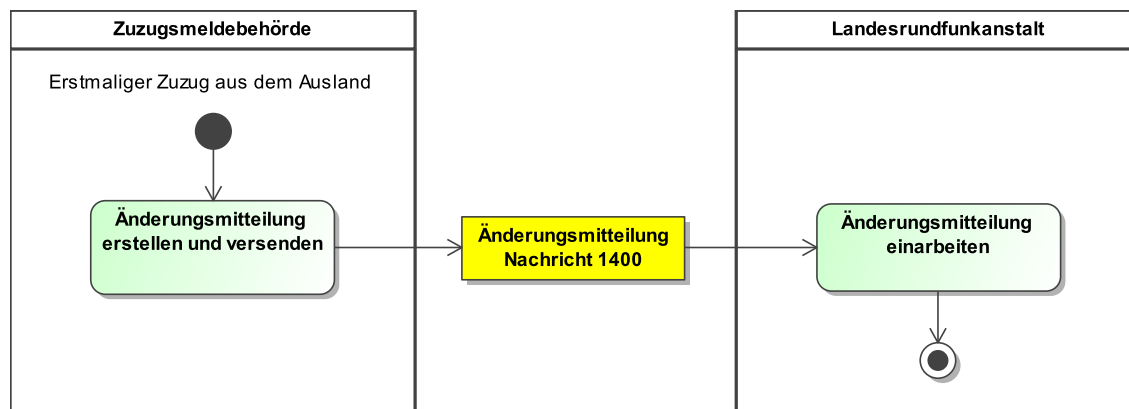 Zuzugsmeldebehörde
Landesrundfunkanstalt
Erstmaliger Zuzug aus dem Ausland
Änderungsmitteilung
erstellen und versenden
Änderungsmitteilung
Nachricht 1400
Änderungsmitteilung
einarbeiten